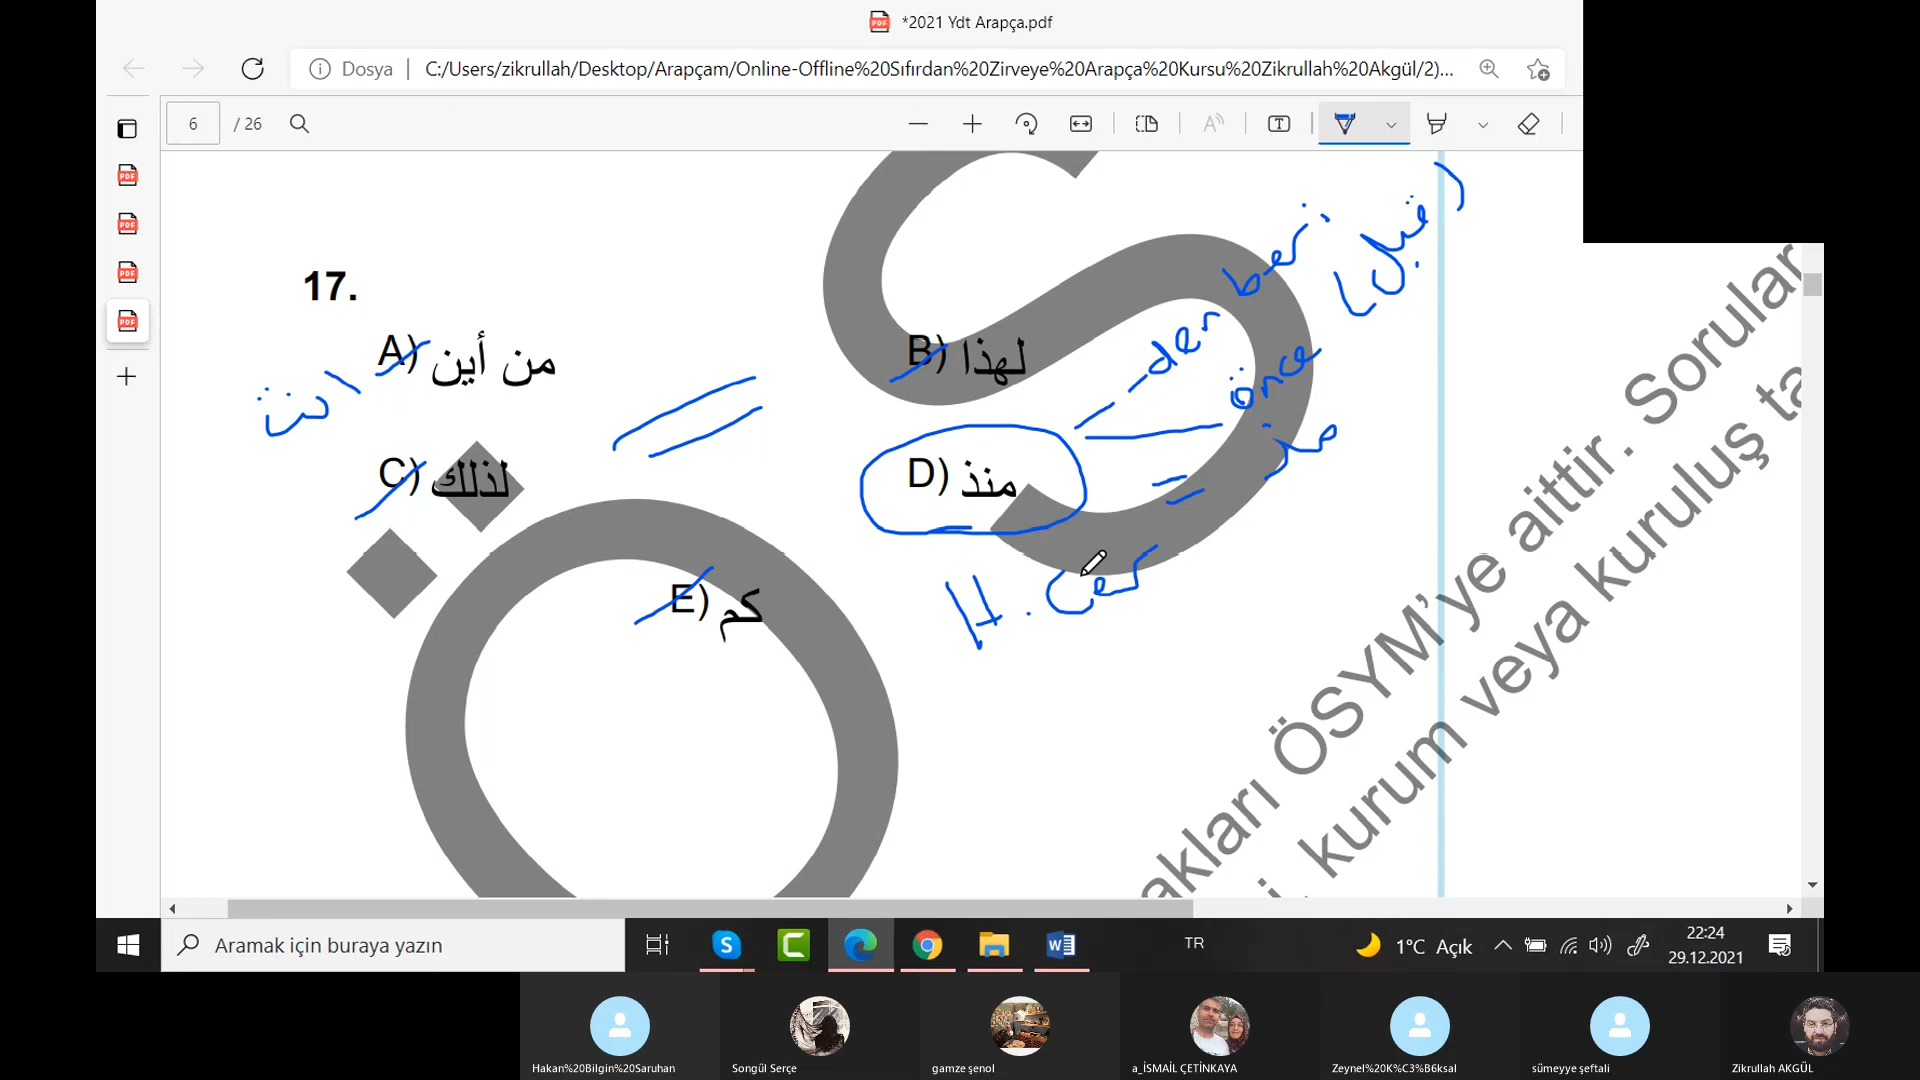 *2021 Ydt Arapça.pdf
Dosya | C:/Users/zikrullah/Desktop/Arapçam/Online-Offline%20Sıfırdan%20Zirveye%20Arapça%20Kursu%20Zikrullah%20Akgül/2)...
6 / 26
17.
A) من أين
B) لهذا
C) لذلك
D) منذ
E) كم
-den beri
önce
(قبل)
مذ
H. Cer
akları ÖSYM’ye aittir. Sorular
kurum veya kuruluş ta
Aramak için buraya yazın
TR
1°C Açık
22:24
29.12.2021
Hakan%20Bilgin%20Saruhan
Songül Serçe
gamze şenol
a_İSMAİL ÇETİNKAYA
Zeynel%20K%C3%B6ksal
sümeyye şeftali
Zikrullah AKGÜL